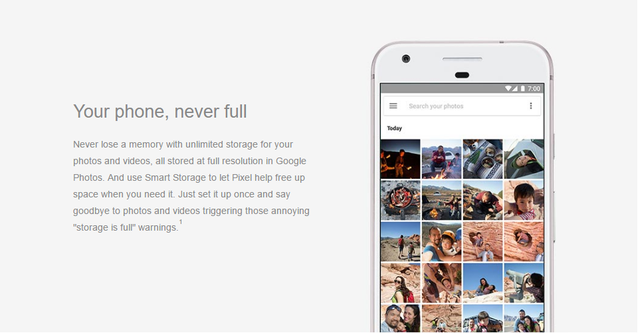 Your phone, never full
Never lose a memory with unlimited storage for your
photos and videos, all stored at full resolution in Google
Photos. And use Smart Storage to let Pixel help free up
space when you need it. Just set it up once and say
goodbye to photos and videos triggering those annoying
"storage is full" warnings.1
7:00
Search your photos
Today